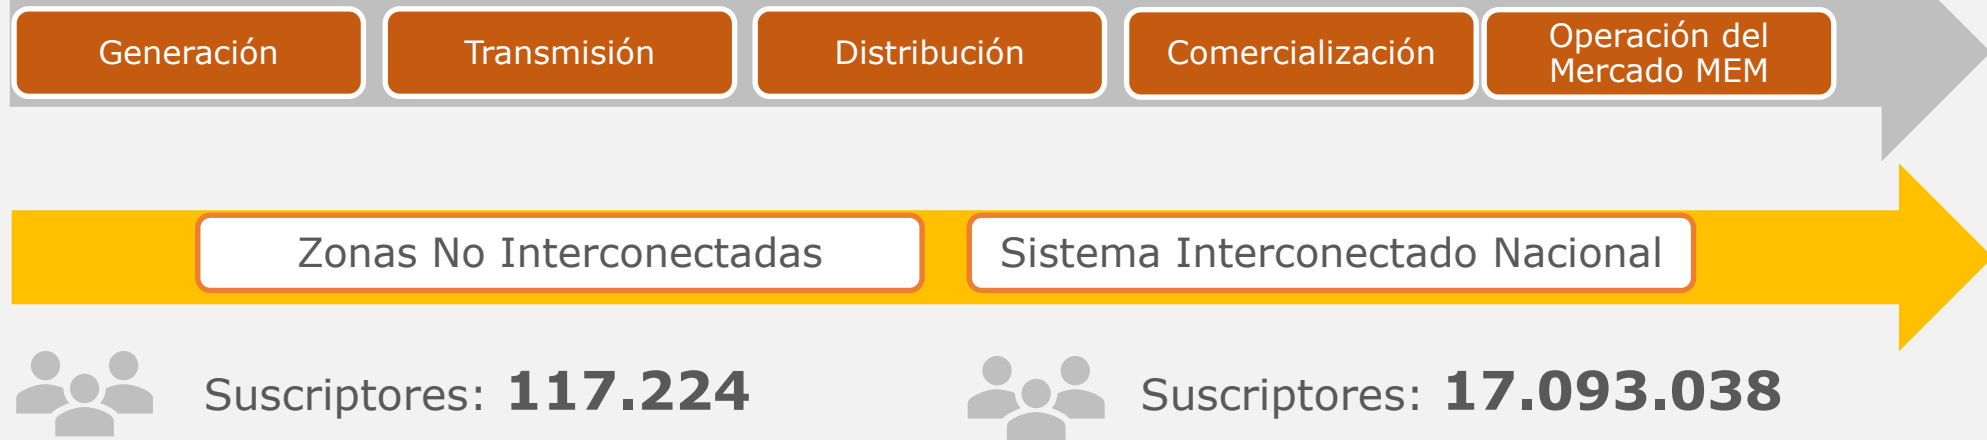 Generación
Transmisión
Distribución
Comercialización
Operación del
Mercado MEM
Zonas No Interconectadas
Sistema Interconectado Nacional
Suscriptores: 117.224
Suscriptores: 17.093.038